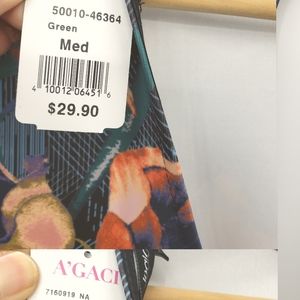 50010-46364
Green
Med
4 10012 06451 6
$29.90
A'GACI
7160919 NA